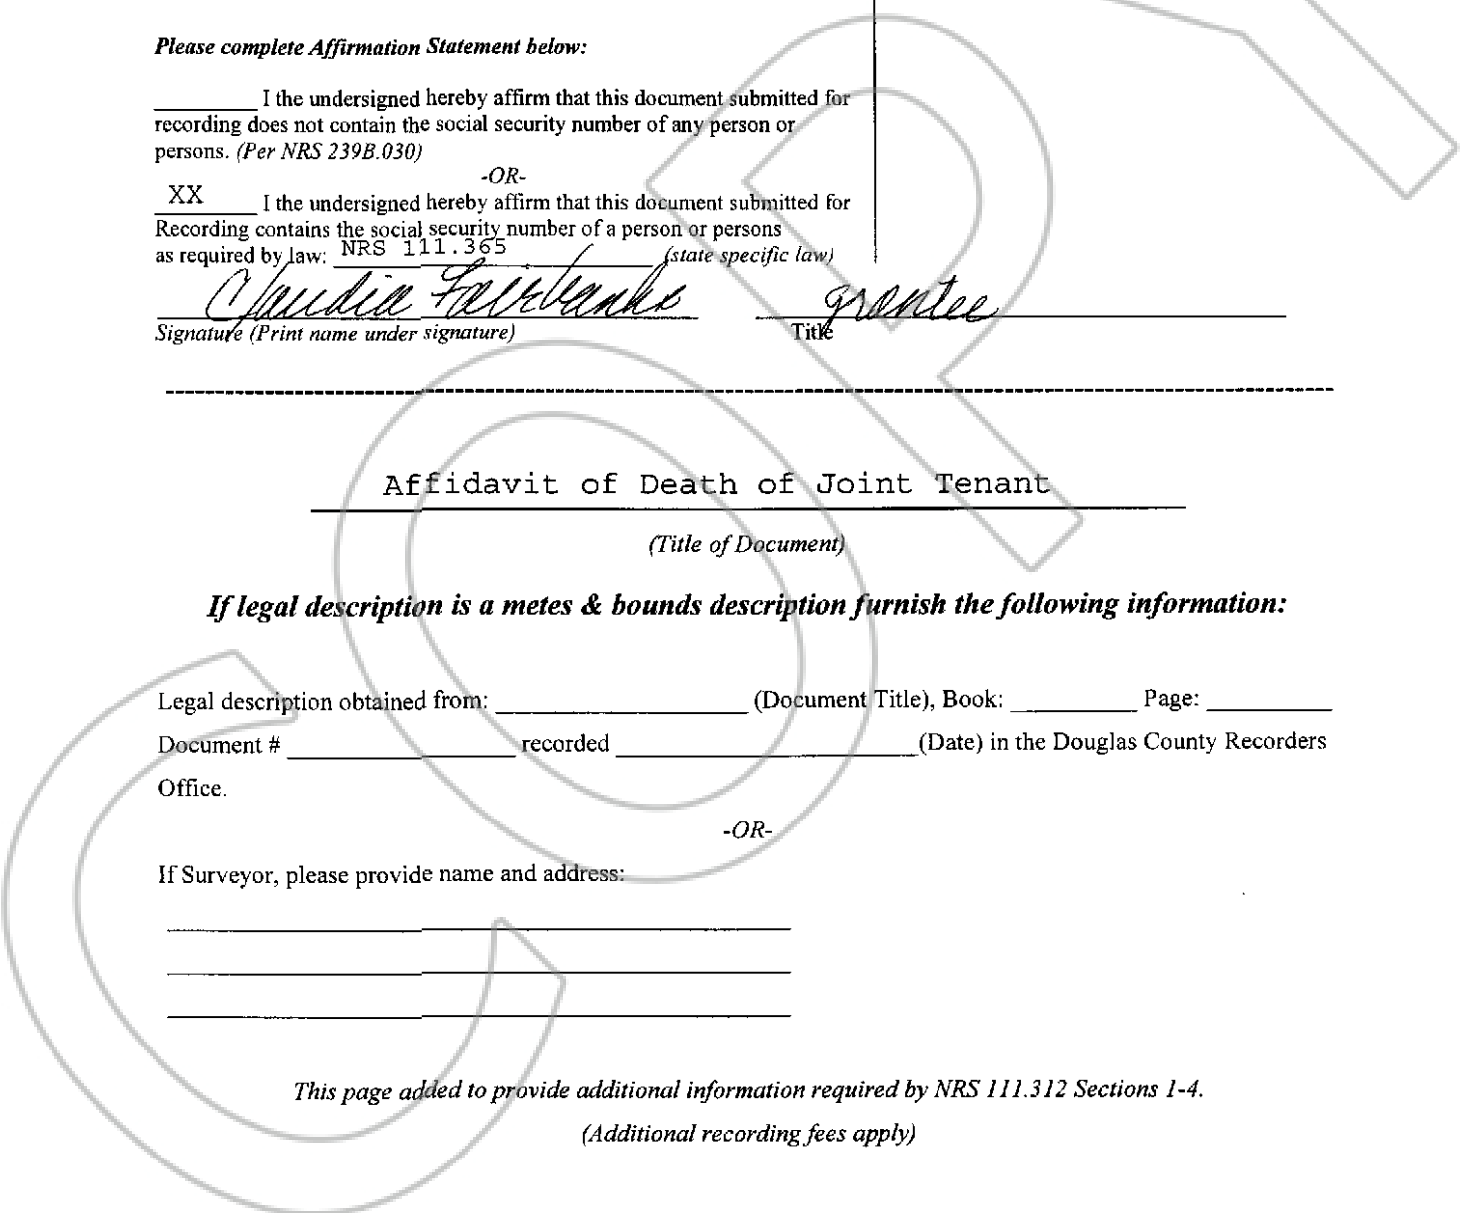 Please complete Affirmation Statement below:
_________ I the undersigned hereby affirm that this document submitted for
recording does not contain the social security number of any person or
persons. (Per NRS 239B.030)
-OR-
XX I the undersigned hereby affirm that this document submitted for
Recording contains the social security number of a person or persons
as required by law: NRS 111.365 (state specific law)
Claudia Fairbanks grantee
Signature (Print name under signature) Title
Affidavit of Death of Joint Tenant
(Title of Document)
If legal description is a metes & bounds description furnish the following information:
Legal description obtained from: ____________________ (Document Title), Book: __________ Page: __________
Document # __________________ recorded ________________________ (Date) in the Douglas County Recorders
Office.
-OR-
If Surveyor, please provide name and address:
This page added to provide additional information required by NRS 111.312 Sections 1-4.
(Additional recording fees apply)
COPY